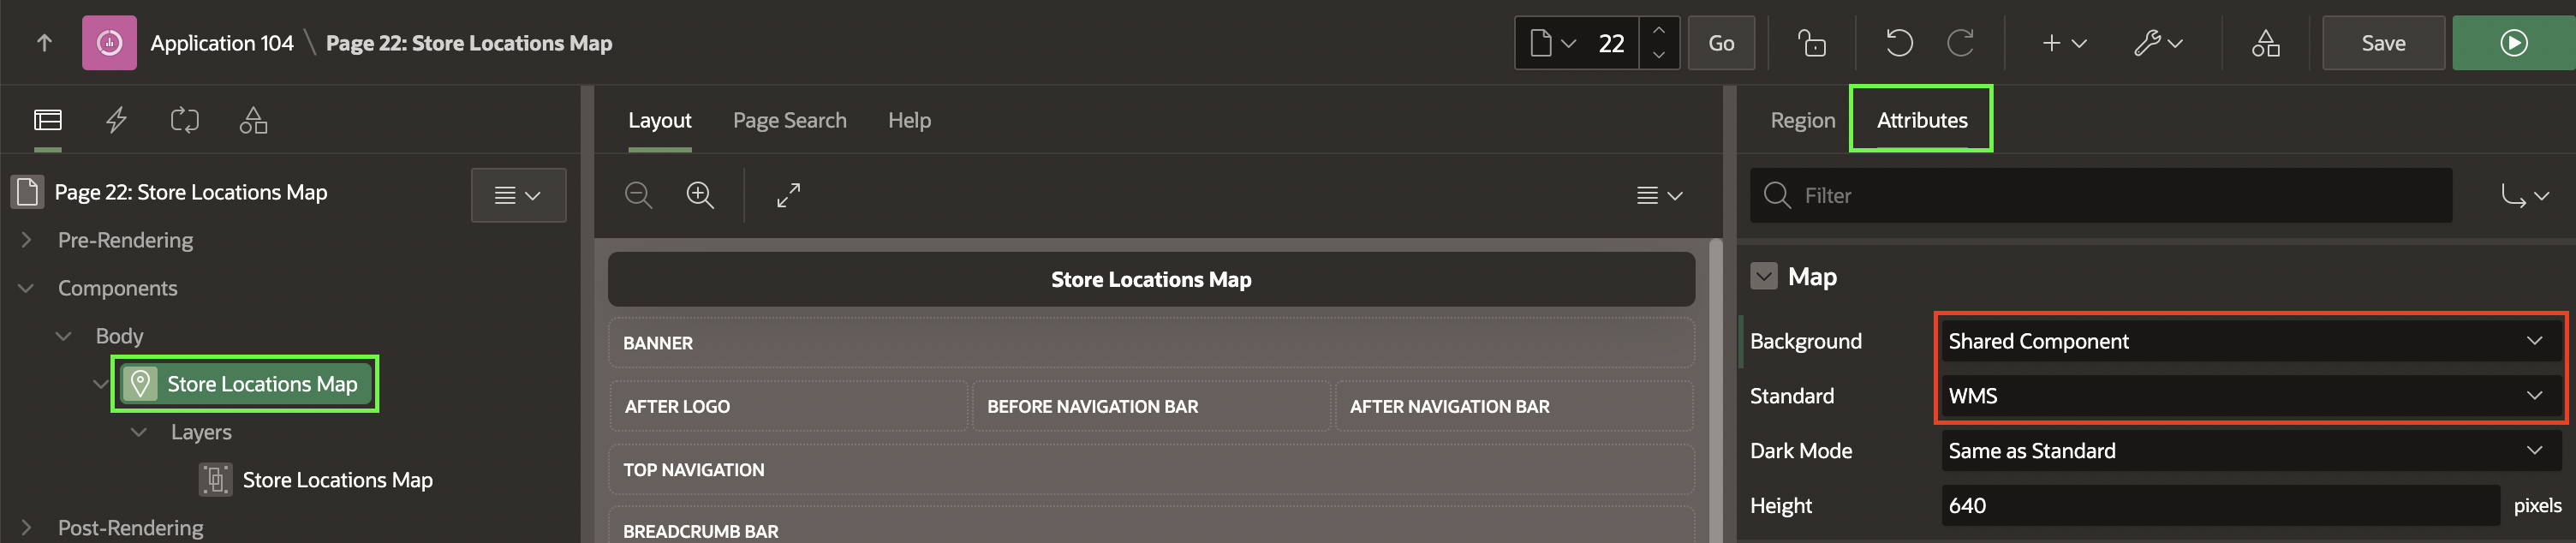 Application 104 \ Page 22: Store Locations Map
22
Go
Save
Layout
Page Search
Help
Region
Attributes
Page 22: Store Locations Map
Pre-Rendering
Components
Body
Store Locations Map
Layers
Store Locations Map
Post-Rendering
Store Locations Map
BANNER
AFTER LOGO
BEFORE NAVIGATION BAR
AFTER NAVIGATION BAR
TOP NAVIGATION
BREADCRUMB BAR
Filter
Map
Background
Shared Component
Standard
WMS
Dark Mode
Same as Standard
Height
640
pixels